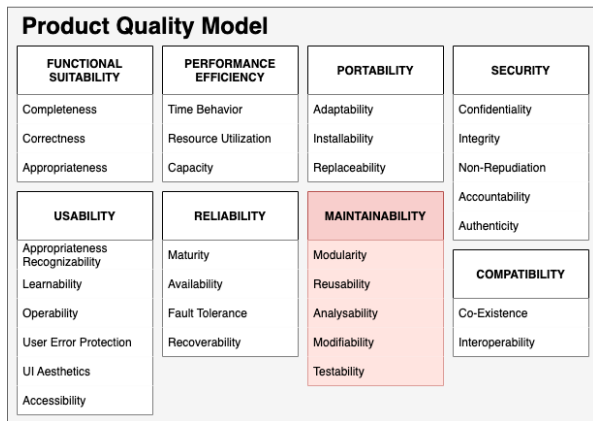 Product Quality Model
FUNCTIONAL
SUITABILITY
Completeness
Correctness
Appropriateness
PERFORMANCE
EFFICIENCY
Time Behavior
Resource Utilization
Capacity
PORTABILITY
Adaptability
Installability
Replaceability
SECURITY
Confidentiality
Integrity
Non-Repudiation
Accountability
Authenticity
USABILITY
Appropriateness
Recognizability
Learnability
Operability
User Error Protection
UI Aesthetics
Accessibility
RELIABILITY
Maturity
Availability
Fault Tolerance
Recoverability
MAINTAINABILITY
Modularity
Reusability
Analysability
Modifiability
Testability
COMPATIBILITY
Co-Existence
Interoperability